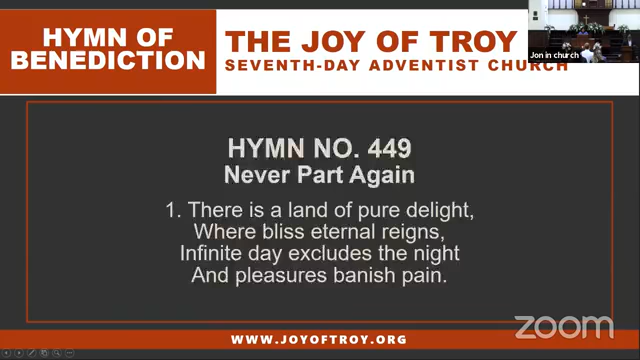 HYMN OF
BENEDICTION
THE JOY OF TROY
SEVENTH-DAY ADVENTIST CHURCH
Jon in church
HYMN NO. 449
Never Part Again
1. There is a land of pure delight,
Where bliss eternal reigns,
Infinite day excludes the night
And pleasures banish pain.
zoom
WWW.JOYOFTROY.ORG